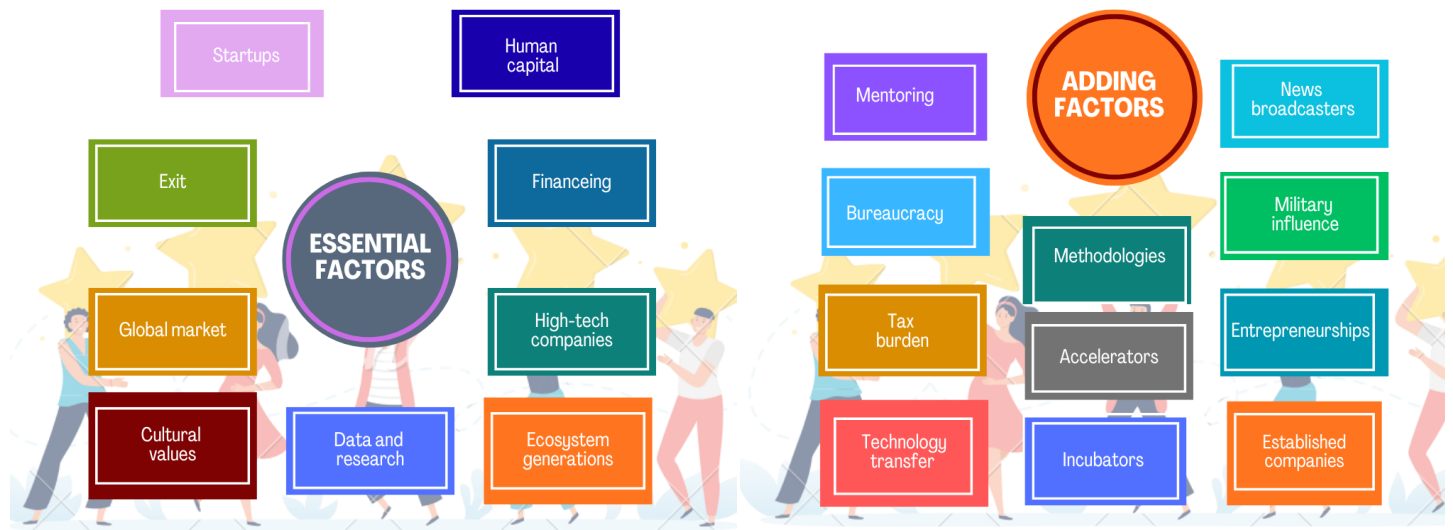 Startups
Human
capital
Exit
Financeing
ESSENTIAL
FACTORS
Global market
High-tech
companies
Cultural
values
Data and
research
Ecosystem
generations
ADDING
FACTORS
Mentoring
News
broadcasters
Bureaucracy
Military
influence
Methodologies
Tax
burden
Entrepreneurships
Accelerators
Technology
transfer
Incubators
Established
companies